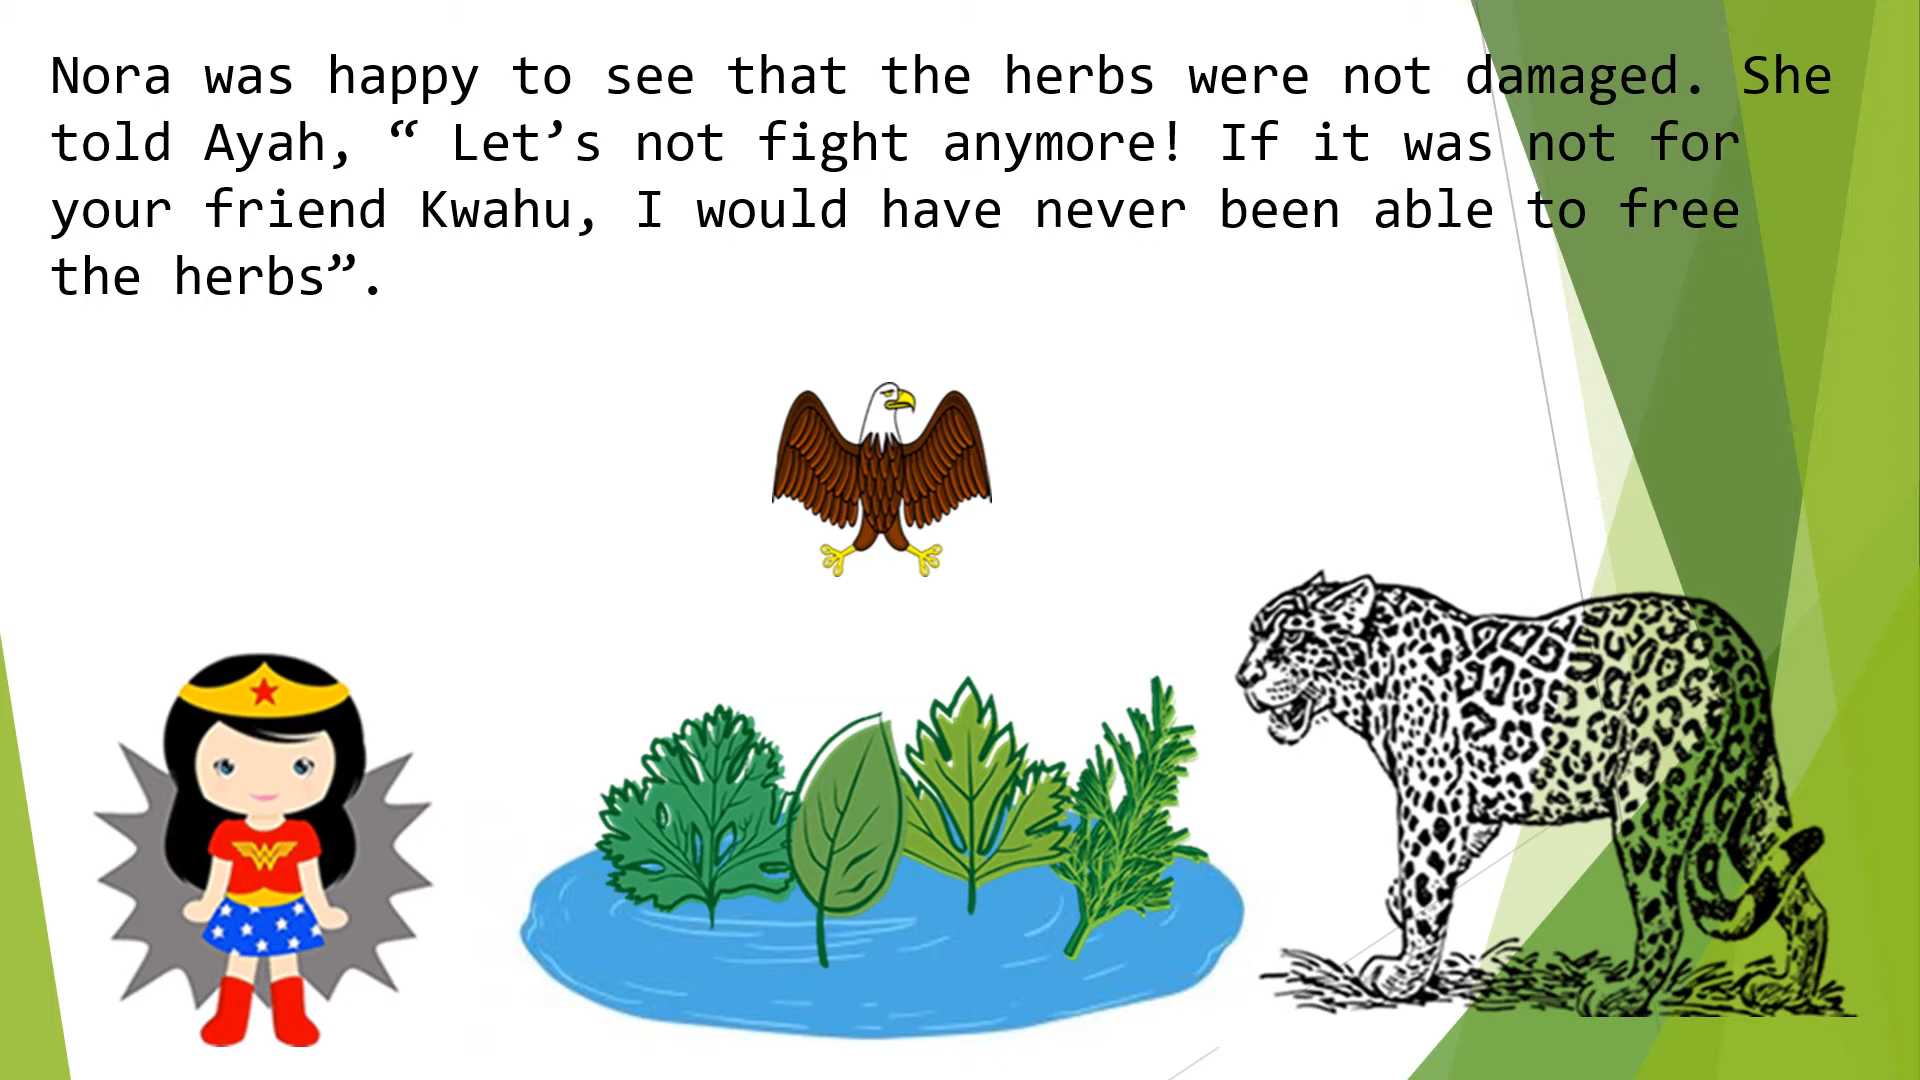 Nora was happy to see that the herbs were not damaged. She
told Ayah, “ Let’s not fight anymore! If it was not for
your friend Kwahu, I would have never been able to free
the herbs”.